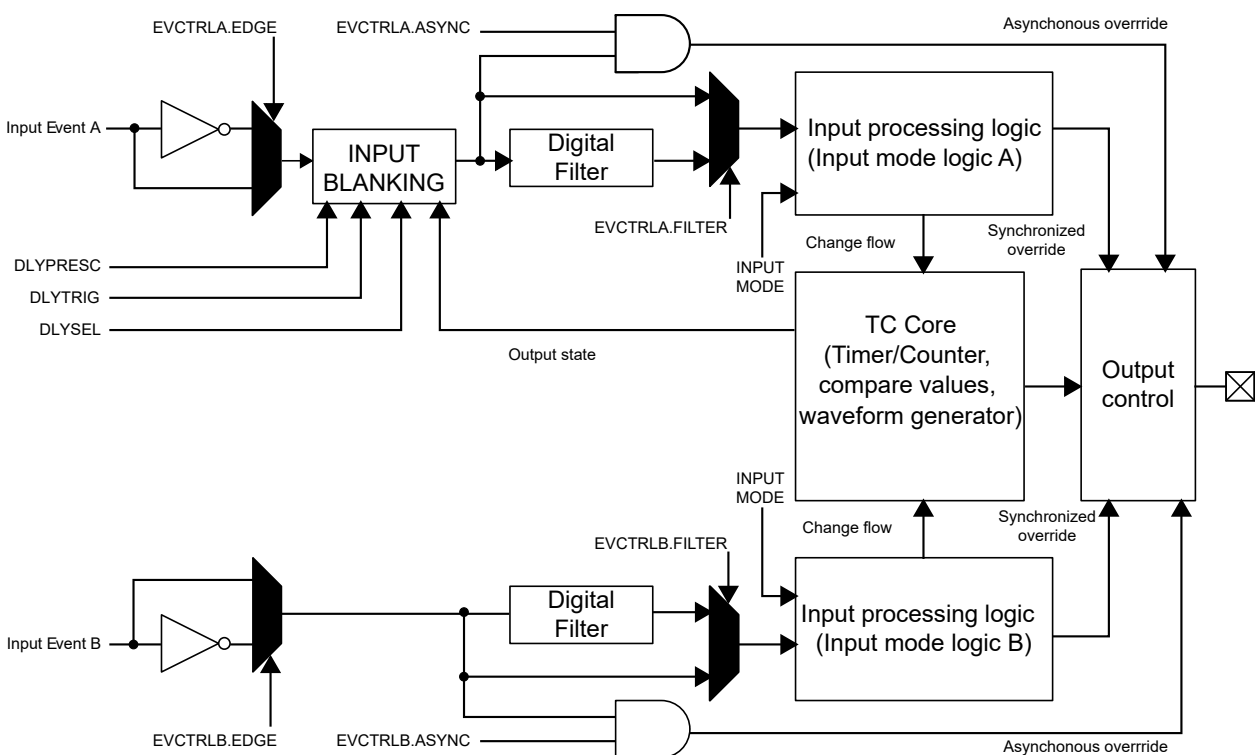 EVCTRLA.EDGE
EVCTRLA.ASYNC
Asynchonous overrride
Input Event A
INPUT
BLANKING
Digital
Filter
Input processing logic
(Input mode logic A)
EVCTRLA.FILTER
DLYPRESC
DLYTRIG
DLYSEL
INPUT
MODE
Change flow
Synchronized
override
Output state
TC Core
(Timer/Counter,
compare values,
waveform generator)
Output
control
INPUT
MODE
Change flow
Synchronized
override
EVCTRLB.FILTER
Input Event B
Digital
Filter
Input processing logic
(Input mode logic B)
EVCTRLB.EDGE
EVCTRLB.ASYNC
Asynchonous overrride